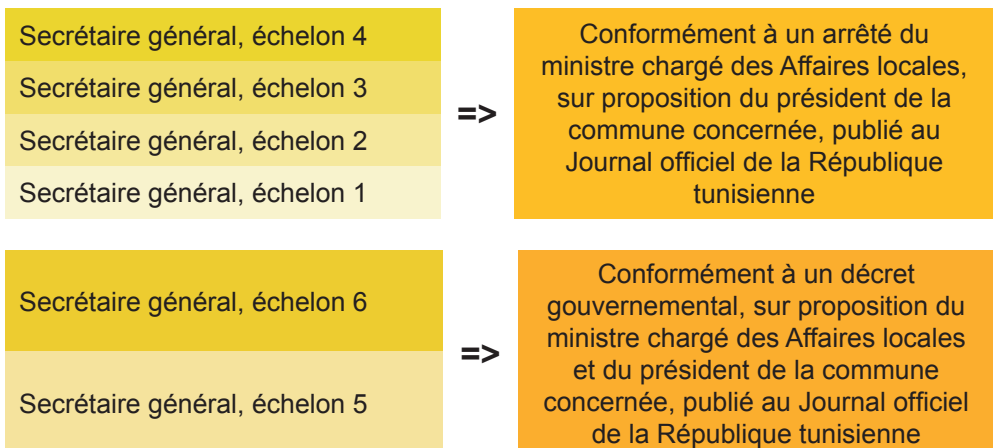 Secrétaire général, échelon 4
Secrétaire général, échelon 3
Secrétaire général, échelon 2
Secrétaire général, échelon 1
=>
Conformément à un arrêté du
ministre chargé des Affaires locales,
sur proposition du président de la
commune concernée, publié au
Journal officiel de la République
tunisienne
Secrétaire général, échelon 6
Secrétaire général, échelon 5
=>
Conformément à un décret
gouvernemental, sur proposition du
ministre chargé des Affaires locales
et du président de la commune
concernée, publié au Journal officiel
de la République tunisienne